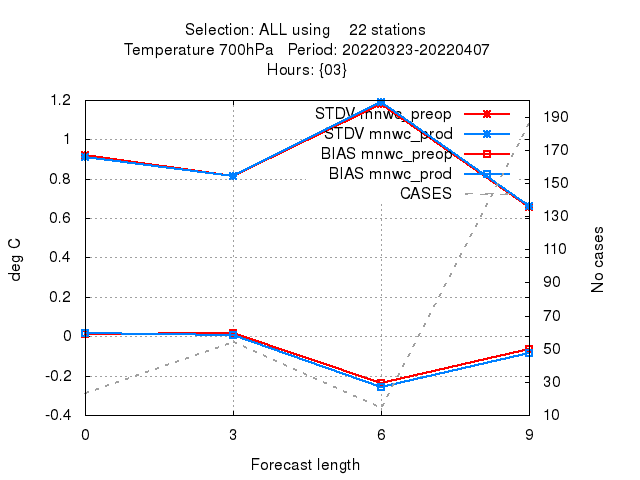 Selection: ALL using 22 stations
Temperature 700hPa Period: 20220323-20220407
Hours: {03}
STDV mnwc_preop
STDV mnwc_prod
BIAS mnwc_preop
BIAS mnwc_prod
CASES
1.2
1
0.8
0.6
0.4
0.2
0
-0.2
-0.4
deg C
190
170
150
130
110
90
70
50
30
10
No cases
0 3 6 9
Forecast length